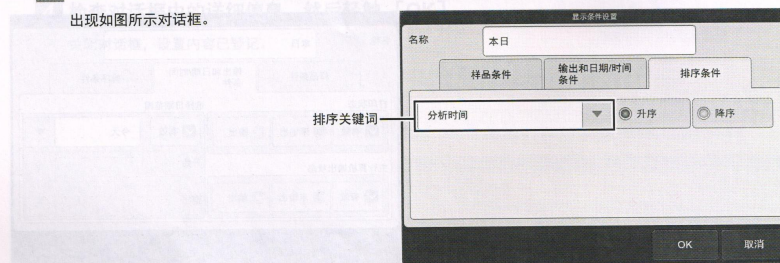 出现如图所示对话框。
显示条件设置
名称
本日
样品条件
输出和日期/时间
条件
排序条件
排序关键词
分析时间
升序
降序
OK
取消